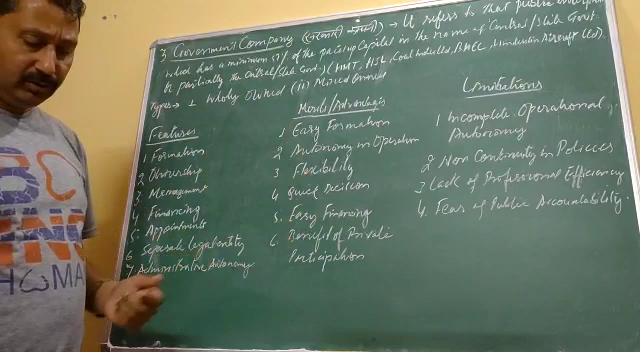 3. Government Company (सरकारी कम्पनी) → It refers to that public enterprise
which has a minimum 51% of the paid up capital in the name of Central/State Govt.
or partially the Central/State Govt.) (HMT, HSL, Coal India Ltd, BHEL, Hindustan Aircraft Ltd).
Types → 1. Wholly Owned (ii) Mixed Owned
Features
1 Formation
2 Ownership
3. Management
4 Financing
5. Appointments
6 Separate legal entity
7 Administrative Autonomy
Merits/Advantages
1 Easy Formation
2 Autonomy in Operation
3 Flexibility
4 Quick Decision
5. Easy Financing
6. Benefit of Private
Participation
Limitations
1 Incomplete Operational
Autonomy
2 Non Continuity in Policies
3 Lack of Professional Efficiency
4. Fear of Public Accountability.